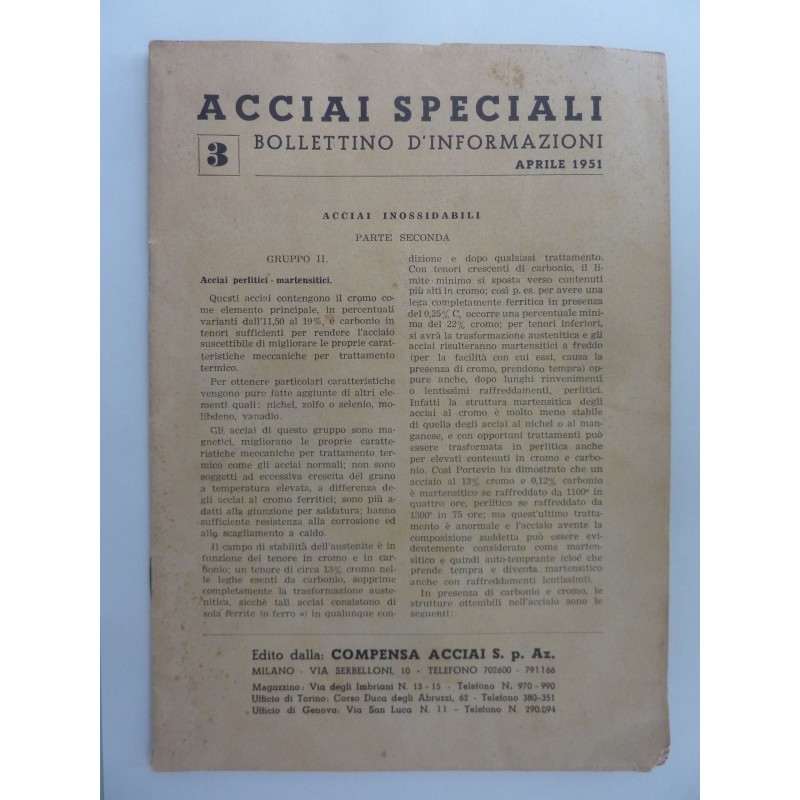 ACCIAI SPECIALI
3
BOLLETTINO D'INFORMAZIONI
APRILE 1951
ACCIAI INOSSIDABILI
PARTE SECONDA
GRUPPO II.
Acciai perlitici - martensitici.
Questi acciai contengono il cromo co-
me elemento principale, in percentuali
varianti dall'11,50 al 19%, e carbonio in
tenori sufficienti per rendere l'acciaio
suscettibile di migliorare le proprie carat-
teristiche meccaniche per trattamento
termico.
Per ottenere particolari caratteristiche
vengono pure fatte aggiunte di altri ele-
menti quali: nichel, zolfo o selenio, mo-
libdeno, vanadio.
Gli acciai di questo gruppo sono ma-
gnetici, migliorano le proprie caratte-
ristiche meccaniche per trattamento ter-
mico come gli acciai normali; non sono
soggetti ad eccessiva crescita del grano
a temperatura elevata, a differenza de-
gli acciai al cromo ferritici; sono più a-
datti alla giunzione per saldatura; hanno
sufficiente resistenza alla corrosione ed
allo scagliamento a caldo.
Il campo di stabilità dell'austenite è in
funzione del tenore in cromo e in car-
bonio; un tenore di circa 13% cromo nel-
le leghe esenti da carbonio, sopprime
completamente la trasformazione auste-
nitica, sicchè tali acciai consistono di
sola ferrite (o ferro α) in qualunque con-
dizione e dopo qualsiasi trattamento.
Con tenori crescenti di carbonio, il li-
mite minimo si sposta verso contenuti
più alti in cromo; così p. es. per avere una
lega completamente ferritica in presenza
del 0,25% C, occorre una percentuale mini-
ma del 22% cromo; per tenori inferiori,
si avrà la trasformazione austenitica e gli
acciai risulteranno martensitici a freddo
(per la facilità con cui essi, causa la
presenza di cromo, prendono tempra) op-
pure anche, dopo lunghi rinvenimenti
o lentissimi raffreddamenti, perlitici.
Infatti la struttura martensitica degli
acciai al cromo è molto meno stabile
di quella degli acciai al nichel o al man-
ganese, e con opportuni trattamenti può
essere trasformata in perlitica anche
per elevati contenuti in cromo e carbo-
nio. Così Portevin ha dimostrato che un
acciaio al 13% cromo e 0,12% carbonio
è martensitico se raffreddato da 1100° in
quattro ore, perlitico se raffreddato da
1300° in 75 ore; ma quest'ultimo tratta-
mento è anormale e l'acciaio avente la
composizione suddetta può essere evi-
dentemente considerato come marten-
sitico e quindi auto-temprante (cioè che
prende tempra e diventa martensitico
anche con raffreddamenti lentissimi).
In presenza di carbonio e cromo, le
strutture ottenibili nell'acciaio sono le
seguenti:
Edito dalla: COMPENSA ACCIAI S. p. Az.
MILANO - VIA SERBELLONI, 10 - TELEFONO 702600 - 791166
Magazzino: Via degli Imbriani N. 13 - 15 - Telefono N. 970-990
Ufficio di Torino: Corso Duca degli Abruzzi, 62 - Telefono 380-351
Ufficio di Genova: Via San Luca N. 11 - Telefono N. 290.094